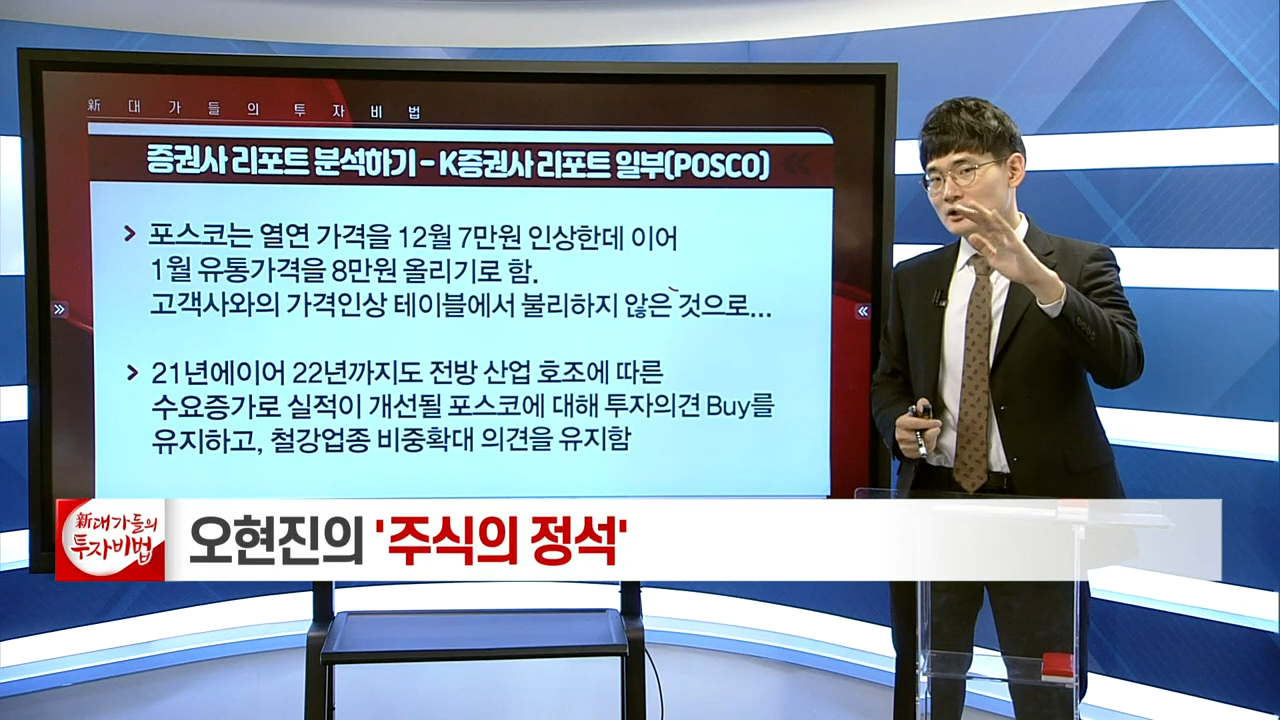 新 대 가 들 의 투 자 비 법
증권사 리포트 분석하기 - K증권사 리포트 일부(POSCO)
포스코는 열연 가격을 12월 7만원 인상한데 이어
1월 유통가격을 8만원 올리기로 함.
고객사와의 가격인상 테이블에서 불리하지 않은 것으로...
21년에이어 22년까지도 전방 산업 호조에 따른
수요증가로 실적이 개선될 포스코에 대해 투자의견 Buy를
유지하고, 철강업종 비중확대 의견을 유지함
新대가들의
투자비법
오현진의 '주식의 정석'